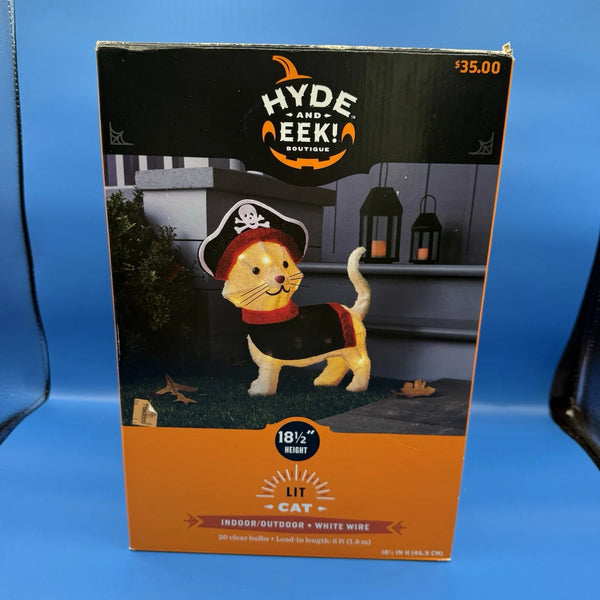 $35.00
HYDE
AND
EEK!
BOUTIQUE
18½"
HEIGHT
LIT
CAT
INDOOR/OUTDOOR • WHITE WIRE
20 clear bulbs • Lead-in length: 6 ft (1.8 m)
18½ IN H (46.9 CM)